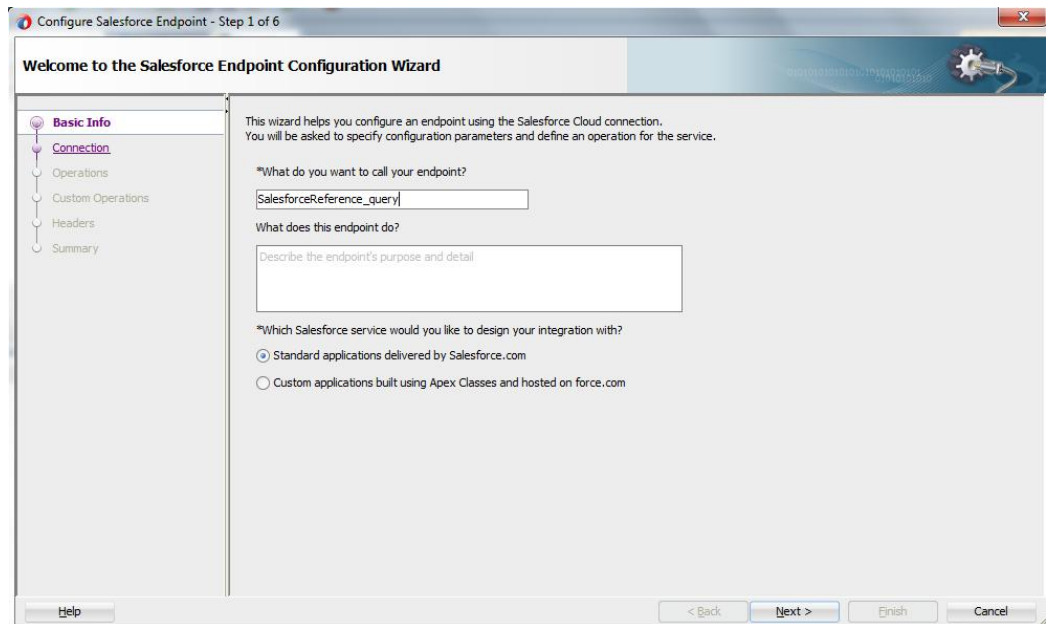 Configure Salesforce Endpoint - Step 1 of 6
Welcome to the Salesforce Endpoint Configuration Wizard
Basic Info
Connection
Operations
Custom Operations
Headers
Summary
This wizard helps you configure an endpoint using the Salesforce Cloud connection.
You will be asked to specify configuration parameters and define an operation for the service.
*What do you want to call your endpoint?
SalesforceReference_query
What does this endpoint do?
Describe the endpoint's purpose and detail
*Which Salesforce service would you like to design your integration with?
Standard applications delivered by Salesforce.com
Custom applications built using Apex Classes and hosted on force.com
Help
< Back
Next >
Finish
Cancel